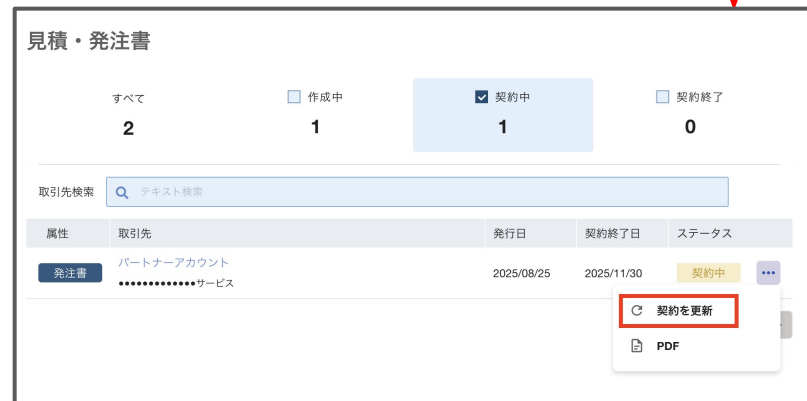 見積・発注書
すべて 作成中 契約中 契約終了
2 1 1 0
取引先検索 テキスト検索
属性 取引先 発行日 契約終了日 ステータス
発注書 パートナーアカウント 2025/08/25 2025/11/30 契約中
●●●●●●●●●●●●●サービス
契約を更新
PDF